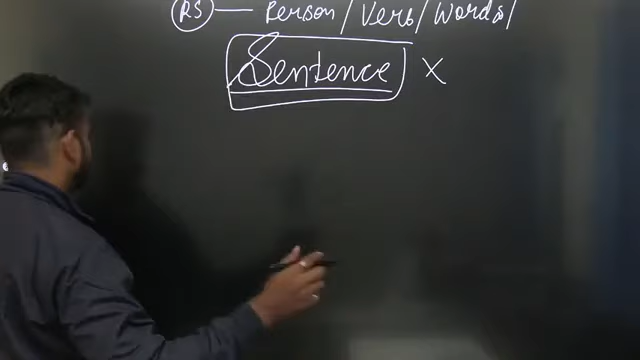 RS — Person / Verb / Words /
Sentence X